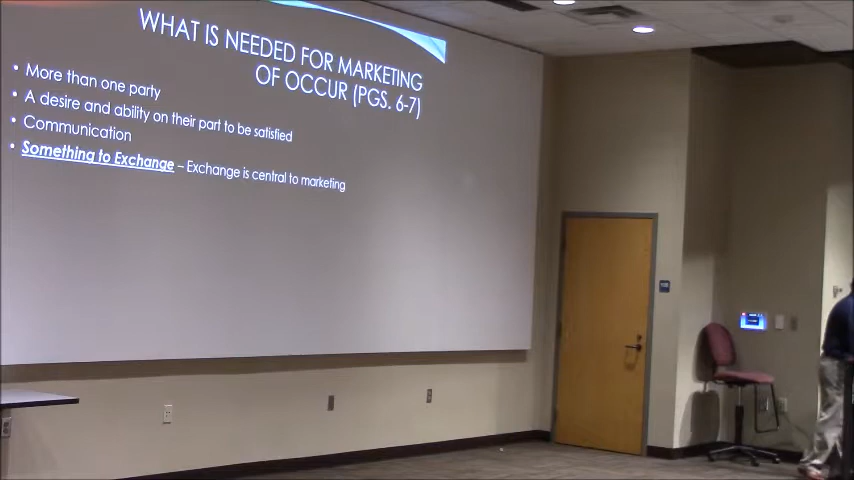 WHAT IS NEEDED FOR MARKETING
OF OCCUR (PGS. 6-7)
• More than one party
• A desire and ability on their part to be satisfied
• Communication
• Something to Exchange – Exchange is central to marketing